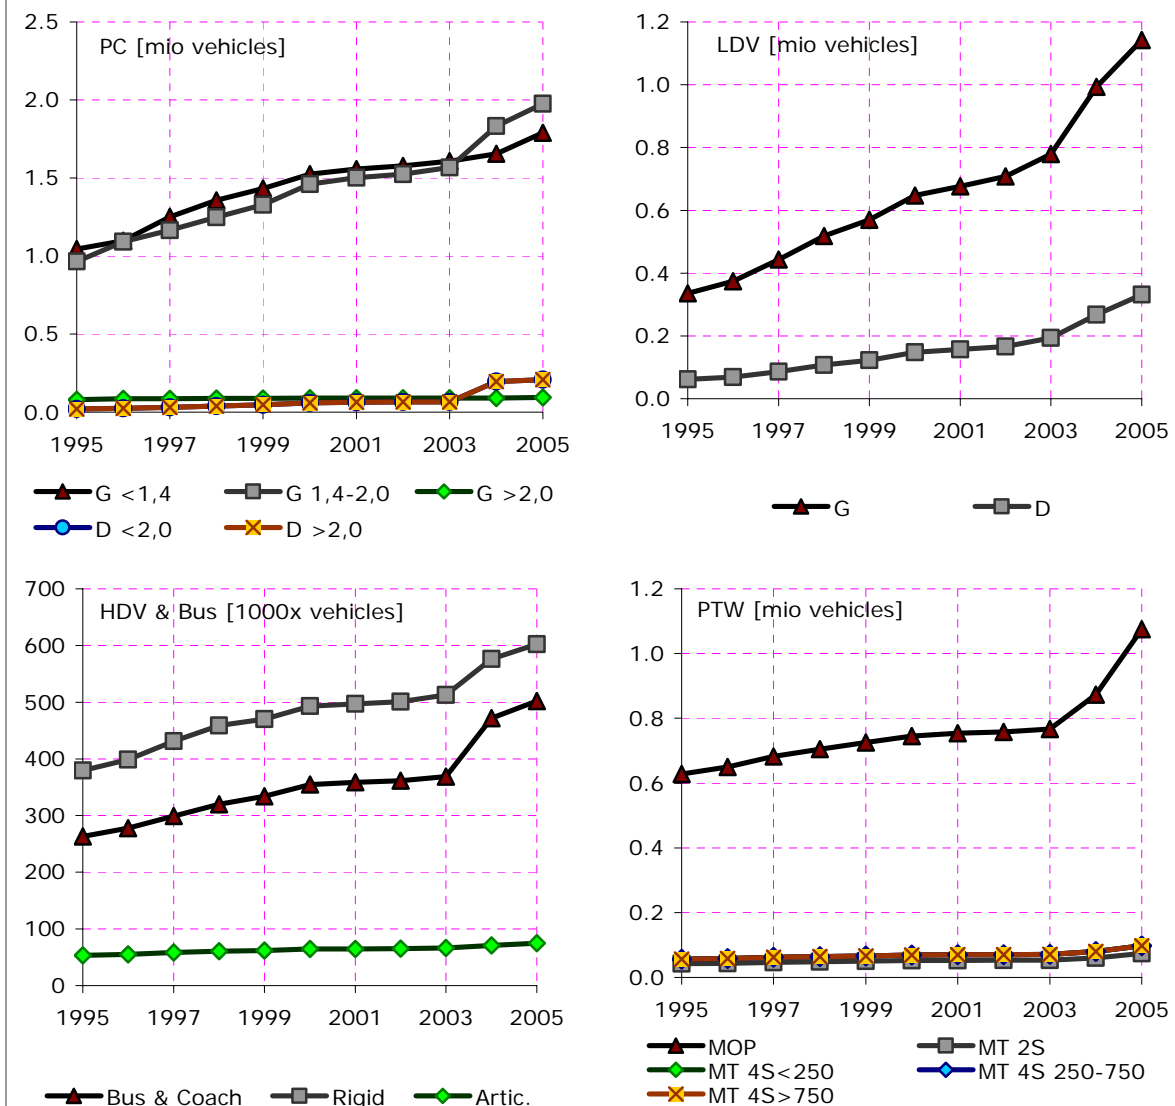 PC [mio vehicles]
2.5
2.0
1.5
1.0
0.5
0.0
1995 1997 1999 2001 2003 2005
G <1,4 G 1,4-2,0 G >2,0
D <2,0 D >2,0
LDV [mio vehicles]
1.2
1.0
0.8
0.6
0.4
0.2
0.0
1995 1997 1999 2001 2003 2005
G D
HDV & Bus [1000x vehicles]
700
600
500
400
300
200
100
0
1995 1997 1999 2001 2003 2005
Bus & Coach Rigid Artic.
PTW [mio vehicles]
1.2
1.0
0.8
0.6
0.4
0.2
0.0
1995 1997 1999 2001 2003 2005
MOP MT 2S
MT 4S<250 MT 4S 250-750
MT 4S>750